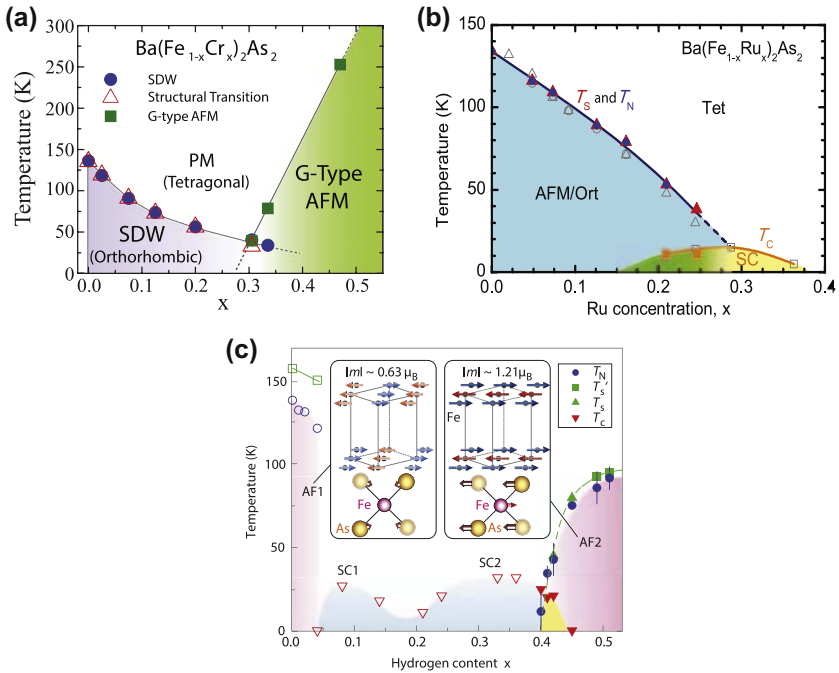 (a)
Ba(Fe1-xCrx)2As2
SDW
Structural Transition
G-type AFM
PM
(Tetragonal)
G-Type
AFM
SDW
(Orthorhombic)
Temperature (K)
300
250
200
150
100
50
0
0.0 0.1 0.2 0.3 0.4 0.5
x
(b)
Ba(Fe1-xRux)2As2
TS and TN
Tet
AFM/Ort
TC
SC
Temperature (K)
150
100
50
0
0.0 0.1 0.2 0.3 0.4
Ru concentration, x
(c)
|m| ~ 0.63 μB
|m| ~ 1.21μB
TN
Ts′
Ts
Tc
Fe
AF1
Fe
As
Fe
As
AF2
SC1
SC2
Temperature (K)
150
100
50
0
0.0 0.1 0.2 0.3 0.4 0.5
Hydrogen content x